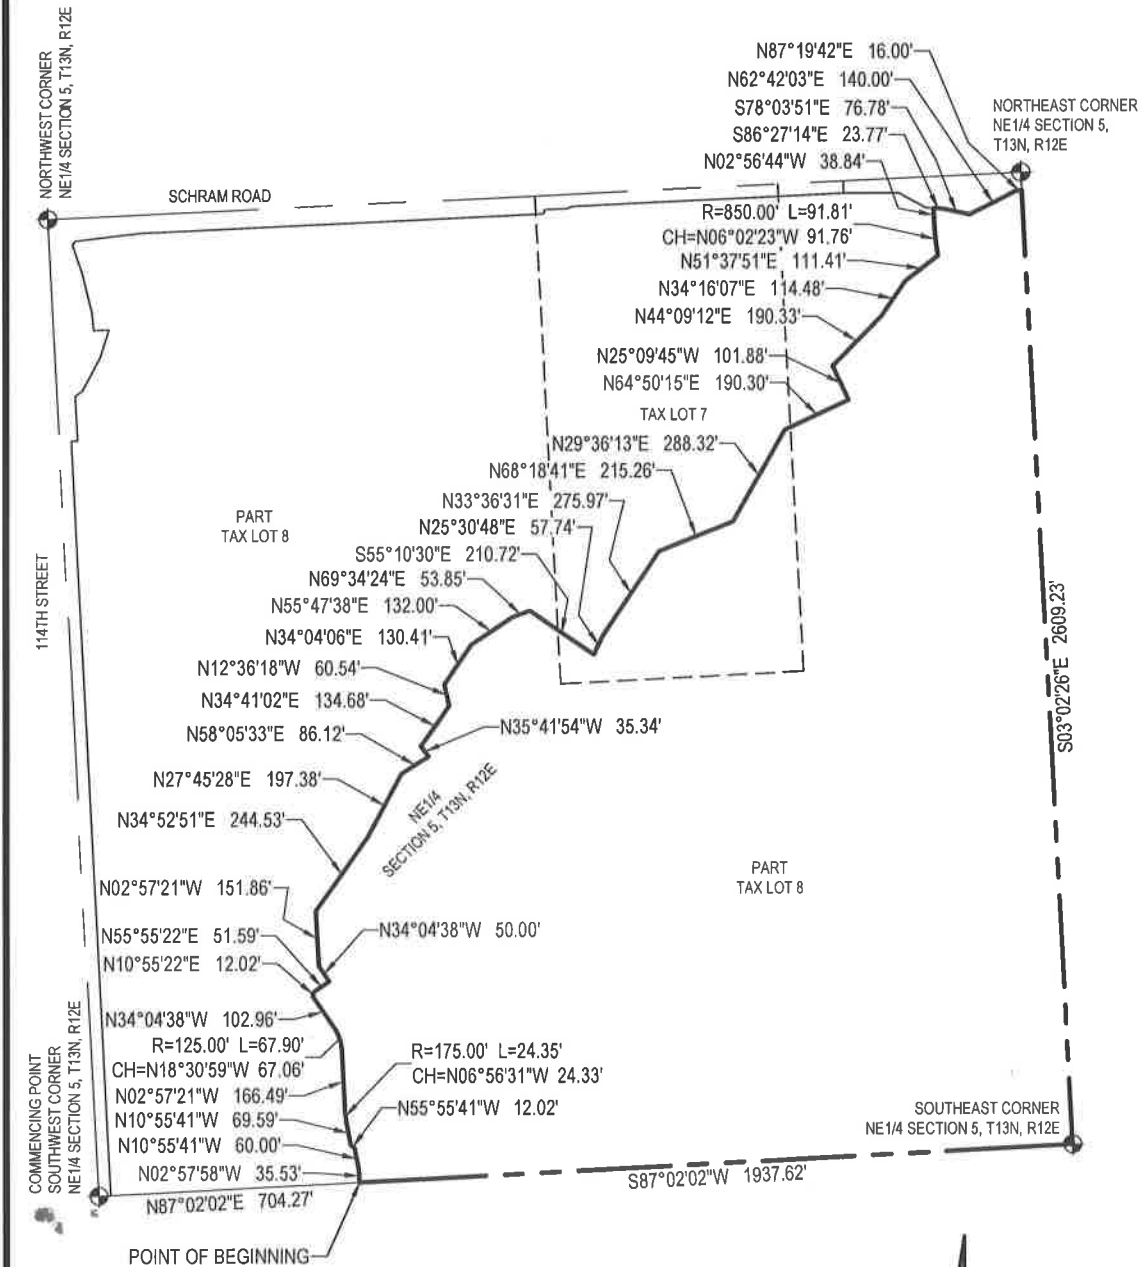 NORTHWEST CORNER
NE1/4 SECTION 5, T13N, R12E
N87°19'42"E 16.00'
N62°42'03"E 140.00'
S78°03'51"E 76.78'
S86°27'14"E 23.77'
N02°56'44"W 38.84'
NORTHEAST CORNER
NE1/4 SECTION 5,
T13N, R12E
SCHRAM ROAD
R=850.00' L=91.81'
CH=N06°02'23"W 91.76'
N51°37'51"E 111.41'
N34°16'07"E 114.48'
N44°09'12"E 190.33'
N25°09'45"W 101.88'
N64°50'15"E 190.30'
TAX LOT 7
N29°36'13"E 288.32'
N68°18'41"E 215.26'
N33°36'31"E 275.97'
N25°30'48"E 57.74'
S55°10'30"E 210.72'
N69°34'24"E 53.85'
N55°47'38"E 132.00'
N34°04'06"E 130.41'
N12°36'18"W 60.54'
N34°41'02"E 134.68'
N58°05'33"E 86.12'
PART
TAX LOT 8
114TH STREET
N35°41'54"W 35.34'
S03°02'26"E 2609.23'
N27°45'28"E 197.38'
N34°52'51"E 244.53'
NE1/4
SECTION 5, T13N, R12E
PART
TAX LOT 8
N02°57'21"W 151.86'
N34°04'38"W 50.00'
N55°55'22"E 51.59'
N10°55'22"E 12.02'
N34°04'38"W 102.96'
R=125.00' L=67.90'
CH=N18°30'59"W 67.06'
N02°57'21"W 166.49'
N10°55'41"W 69.59'
N10°55'41"W 60.00'
N02°57'58"W 35.53'
R=175.00' L=24.35'
CH=N06°56'31"W 24.33'
N55°55'41"W 12.02'
COMMENCING POINT
SOUTHWEST CORNER
NE1/4 SECTION 5, T13N, R12E
SOUTHEAST CORNER
NE1/4 SECTION 5, T13N, R12E
S87°02'02"W 1937.62'
N87°02'02"E 704.27'
POINT OF BEGINNING